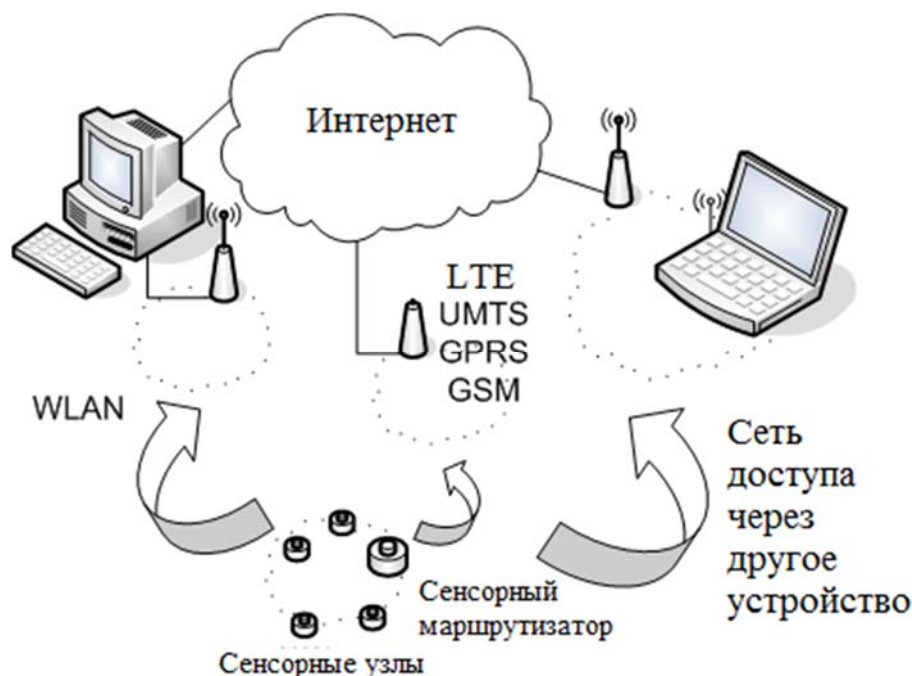 Интернет
LTE
UMTS
GPRS
GSM
WLAN
Сеть
доступа
через
другое
устройство
Сенсорный
маршрутизатор
Сенсорные узлы